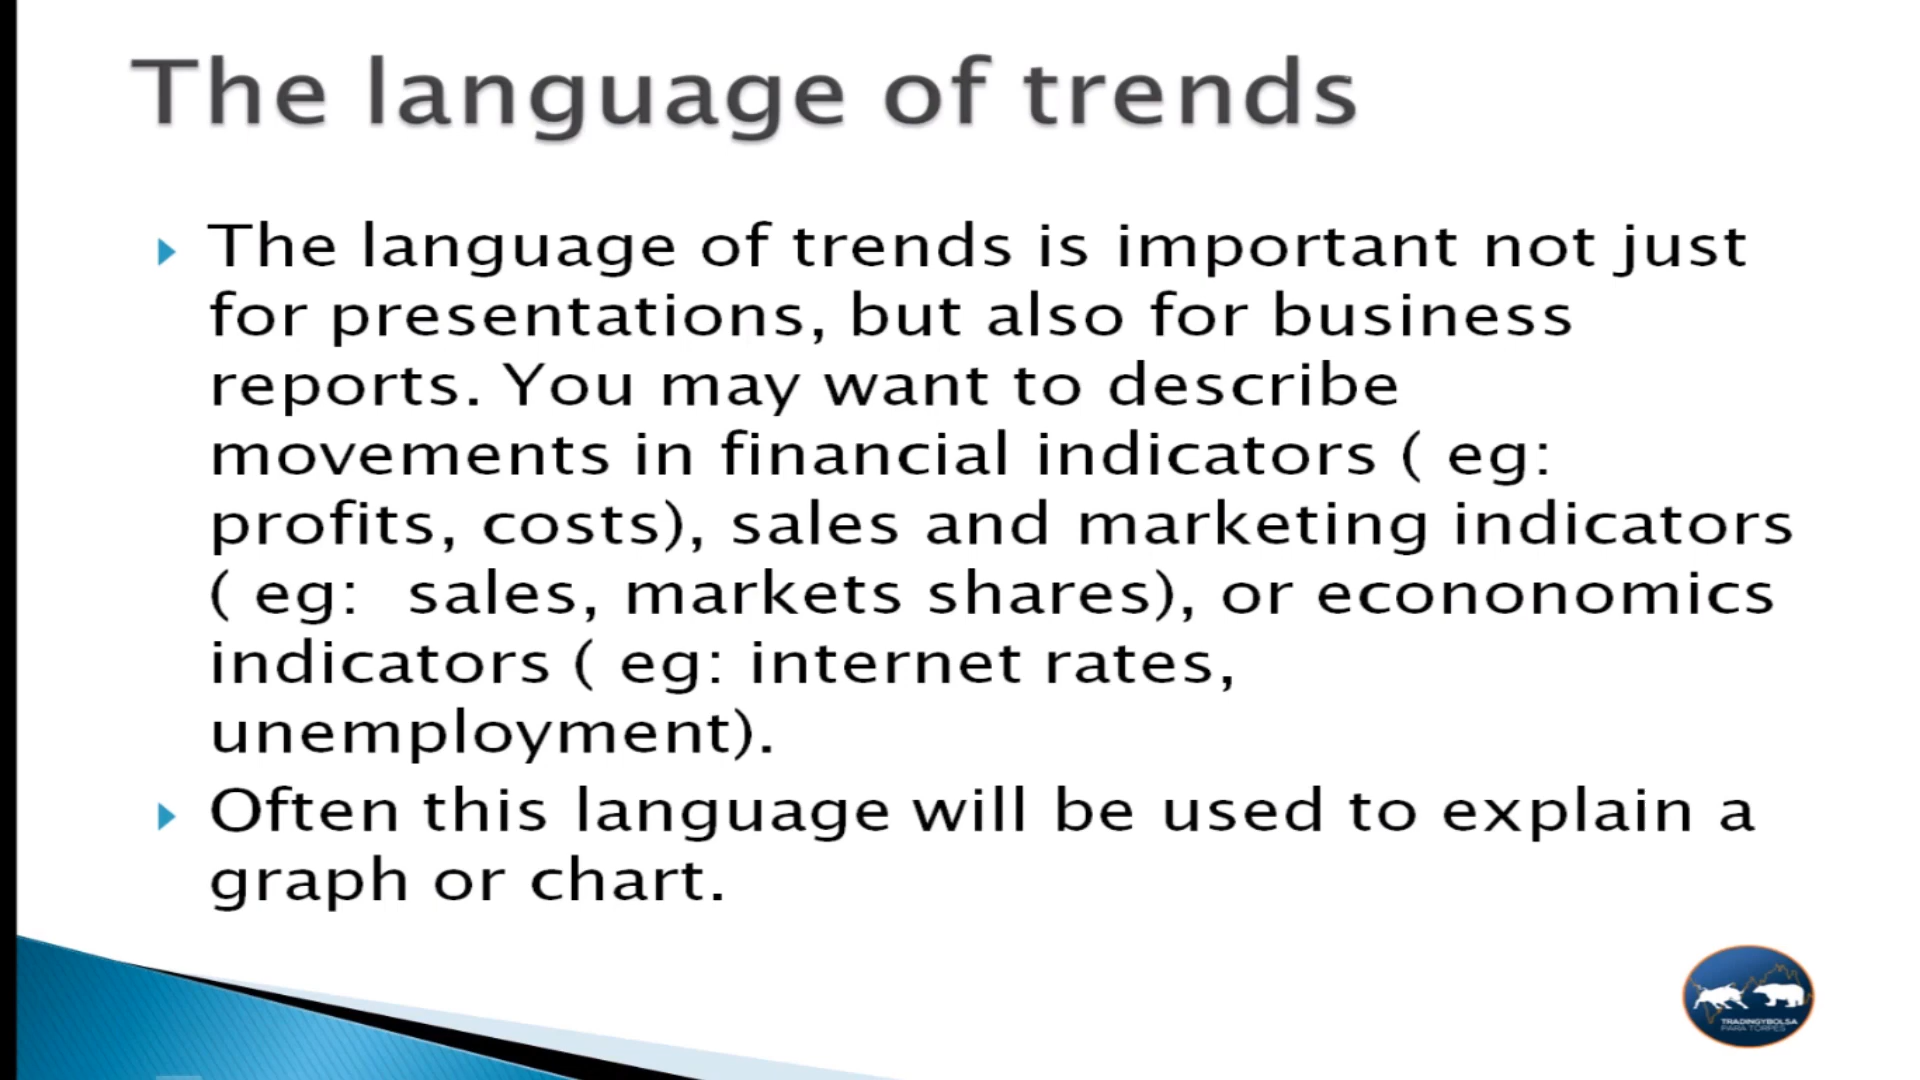 The language of trends
The language of trends is important not just
for presentations, but also for business
reports. You may want to describe
movements in financial indicators ( eg:
profits, costs), sales and marketing indicators
( eg:  sales, markets shares), or econonomics
indicators ( eg: internet rates,
unemployment).
Often this language will be used to explain a
graph or chart.
TRADINGYBOLSA
PARA TORPES